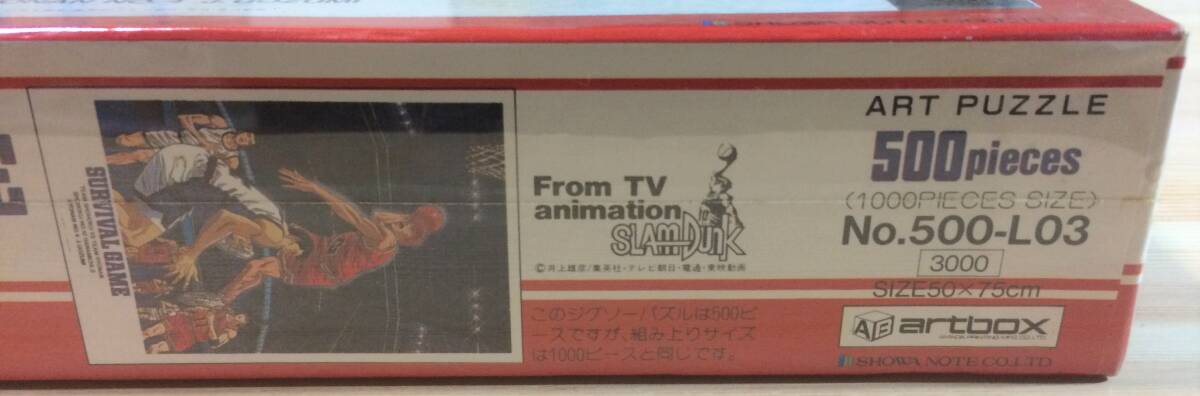 SHOWA NOTE CO.LTD
SURVIVAL GAME
From TV
animation
SLAM DUNK
©井上雄彦/集英社・テレビ朝日・電通・東映動画
このジグソーパズルは500ピ
ースですが、組み上りサイズ
は1000ピースと同じです。
ART PUZZLE
500pieces
(1000PIECES SIZE)
No.500-L03
3000
SIZE50×75cm
artbox
SHOWA NOTE CO.LTD